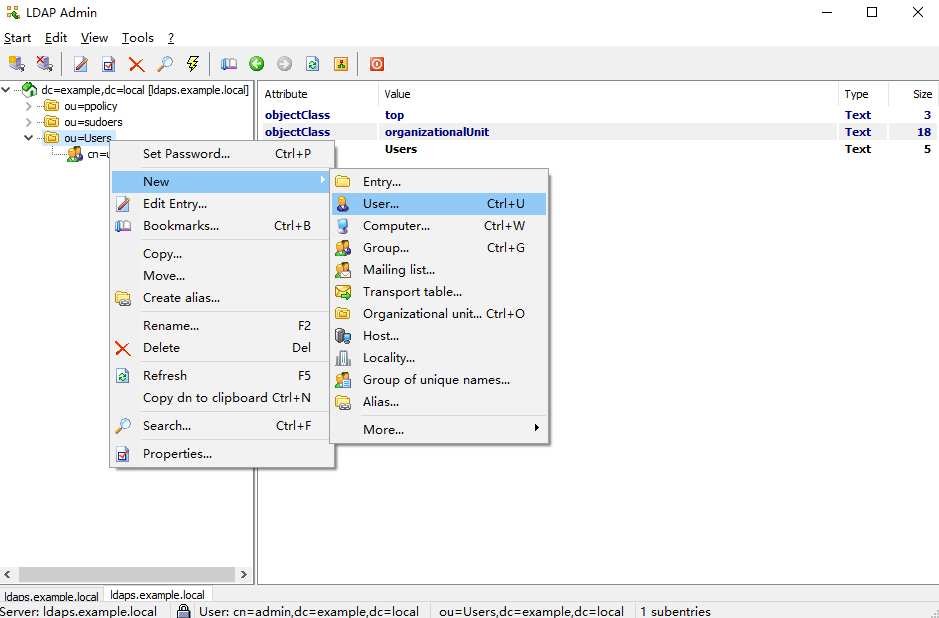 LDAP Admin
Start Edit View Tools ?
dc=example,dc=local [ldaps.example.local]
ou=ppolicy
ou=sudoers
ou=Users
Attribute Value Type Size
objectClass top Text 3
objectClass organizationalUnit Text 18
Users Text 5
Set Password... Ctrl+P
New
Edit Entry...
Bookmarks... Ctrl+B
Copy...
Move...
Create alias...
Rename... F2
Delete Del
Refresh F5
Copy dn to clipboard Ctrl+N
Search... Ctrl+F
Properties...
Entry...
User... Ctrl+U
Computer... Ctrl+W
Group... Ctrl+G
Mailing list...
Transport table...
Organizational unit... Ctrl+O
Host...
Locality...
Group of unique names...
Alias...
More...
ldaps.example.local ldaps.example.local
Server: ldaps.example.local User: cn=admin,dc=example,dc=local ou=Users,dc=example,dc=local 1 subentries